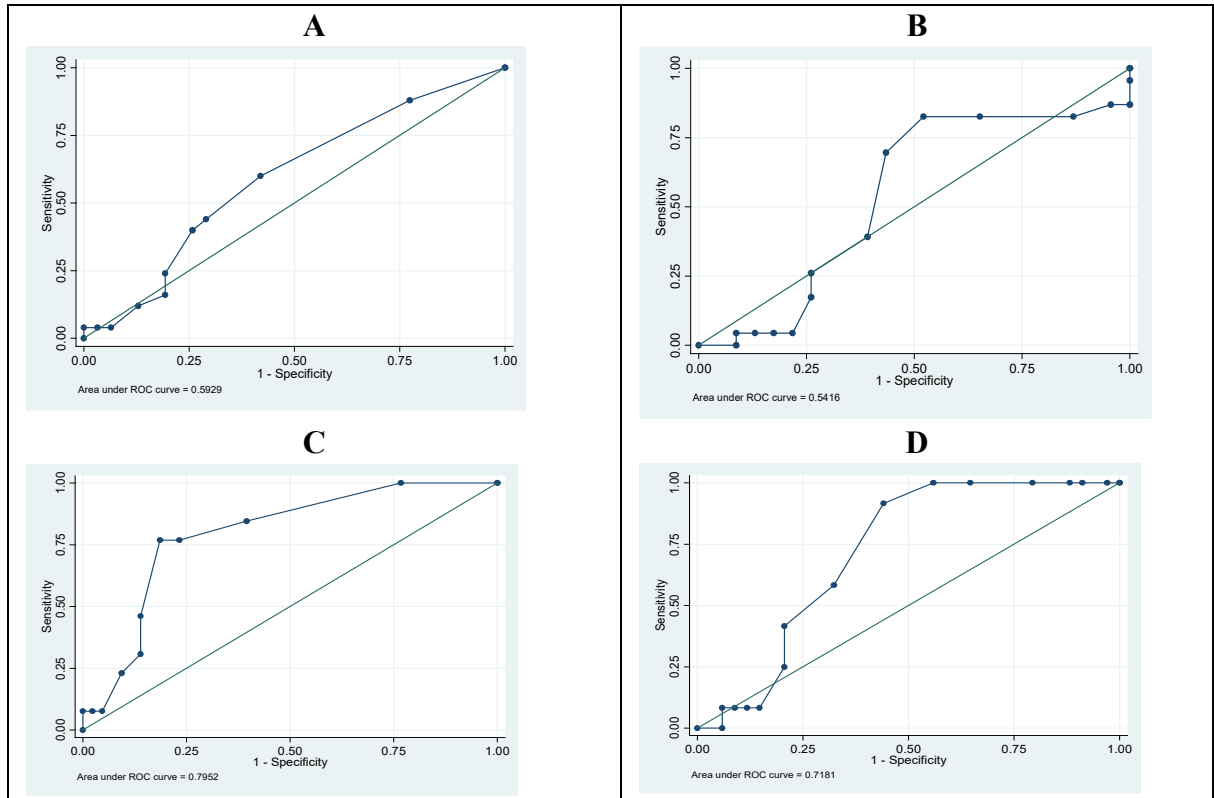 A
1.00
0.75
0.50
0.25
0.00
Sensitivity
0.00 0.25 0.50 0.75 1.00
1 - Specificity
Area under ROC curve = 0.5929
B
1.00
0.75
0.50
0.25
0.00
Sensitivity
0.00 0.25 0.50 0.75 1.00
1 - Specificity
Area under ROC curve = 0.5416
C
1.00
0.75
0.50
0.25
0.00
Sensitivity
0.00 0.25 0.50 0.75 1.00
1 - Specificity
Area under ROC curve = 0.7952
D
1.00
0.75
0.50
0.25
0.00
Sensitivity
0.00 0.25 0.50 0.75 1.00
1 - Specificity
Area under ROC curve = 0.7181